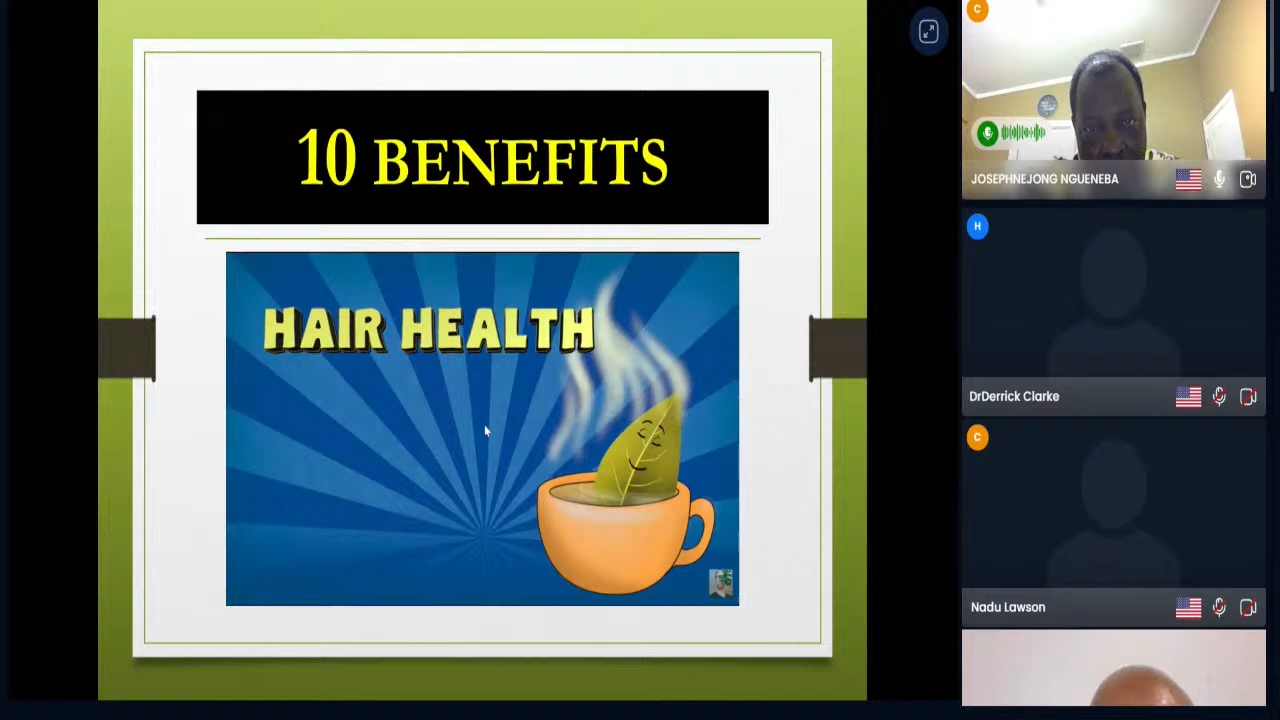 10 BENEFITS
HAIR HEALTH
C
JOSEPHNEJONG NGUENEBA
H
DrDerrick Clarke
C
Nadu Lawson